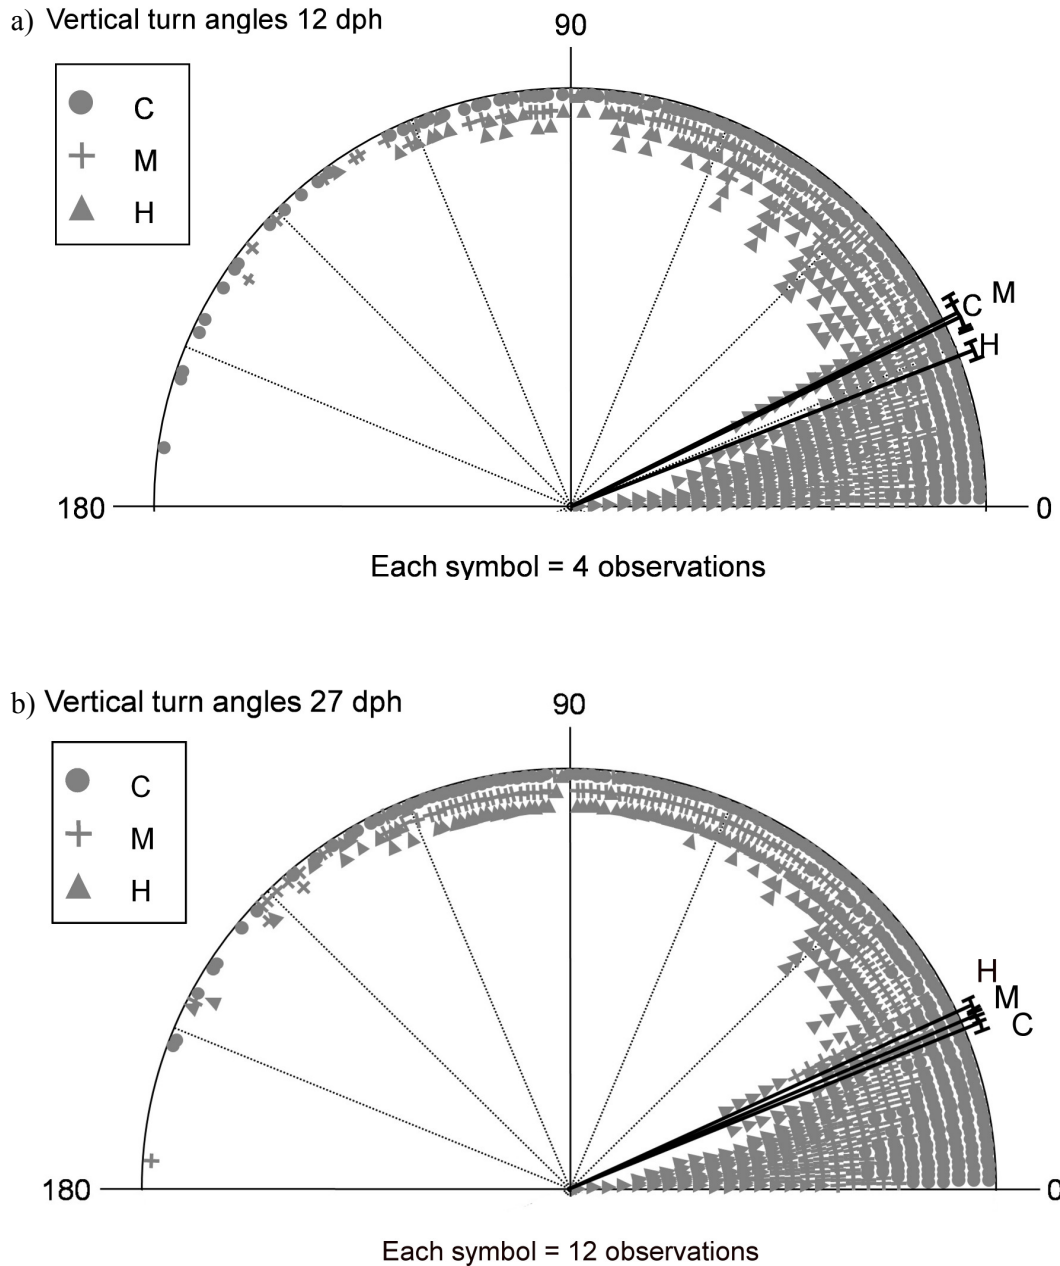 a) Vertical turn angles 12 dph
90
C
M
H
M
C
H
180
0
Each symbol = 4 observations
b) Vertical turn angles 27 dph
90
C
M
H
H
M
C
180
0
Each symbol = 12 observations